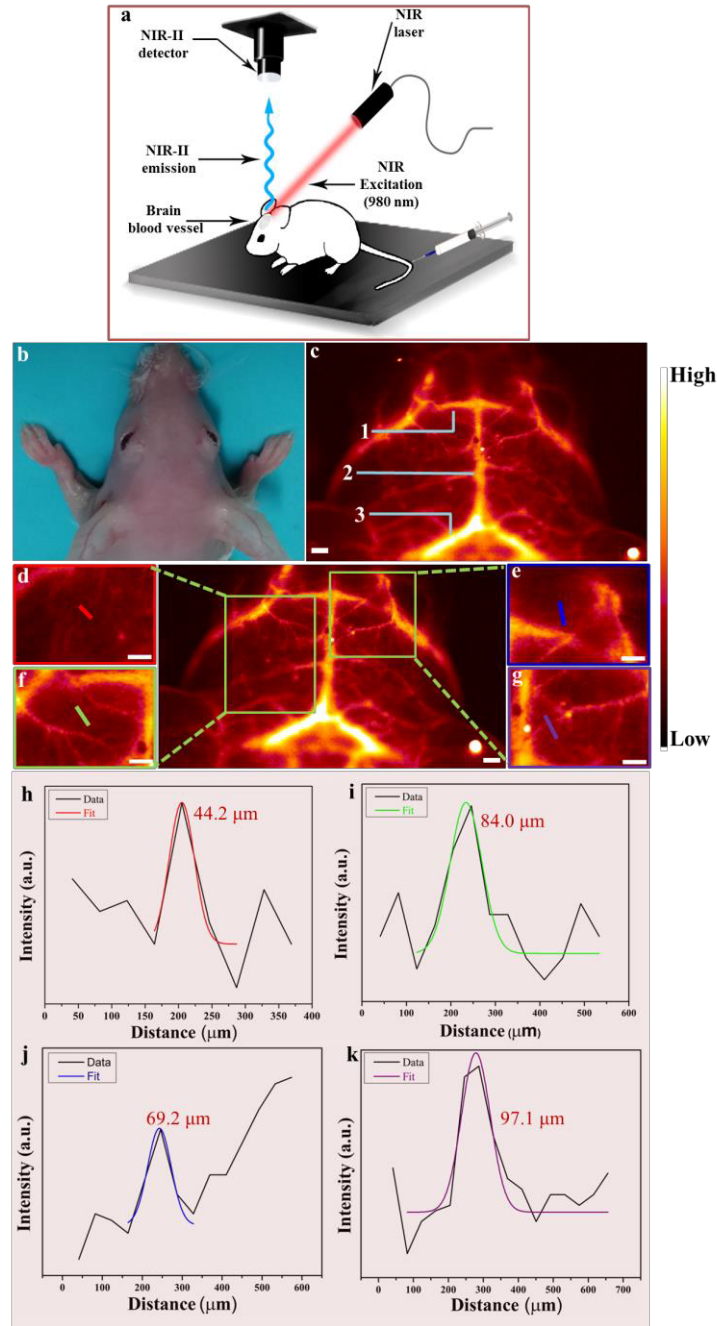 a
NIR-II
detector
NIR
laser
NIR-II
emission
NIR
Excitation
(980 nm)
Brain
blood vessel
b
c
1
2
3
High
Low
d
e
f
g
h
Data
Fit
44.2 μm
Intensity (a.u.)
0 50 100 150 200 250 300 350 400
Distance (μm)
i
Data
Fit
84.0 μm
Intensity (a.u.)
0 100 200 300 400 500 600
Distance (μm)
j
Data
Fit
69.2 μm
Intensity (a.u.)
0 100 200 300 400 500 600
Distance (μm)
k
Data
Fit
97.1 μm
Intensity (a.u.)
0 100 200 300 400 500 600 700
Distance (μm)